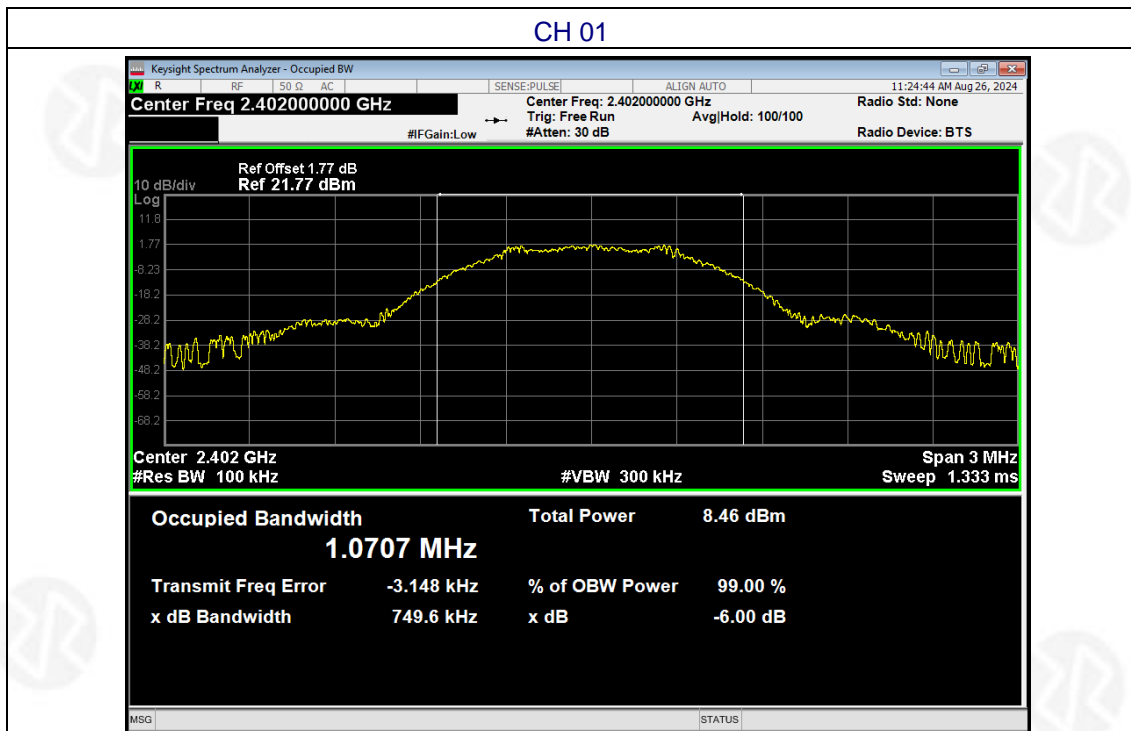 CH 01
Keysight Spectrum Analyzer - Occupied BW
LXI R RF 50 Ω AC SENSE:PULSE ALIGN AUTO 11:24:44 AM Aug 26, 2024
Center Freq 2.402000000 GHz Center Freq: 2.402000000 GHz Radio Std: None
Trig: Free Run Avg|Hold: 100/100
#IFGain:Low #Atten: 30 dB Radio Device: BTS
Ref Offset 1.77 dB
10 dB/div Ref 21.77 dBm
Log
11.8
1.77
-8.23
-18.2
-28.2
-38.2
-48.2
-58.2
-68.2
Center 2.402 GHz Span 3 MHz
#Res BW 100 kHz #VBW 300 kHz Sweep 1.333 ms
Occupied Bandwidth Total Power 8.46 dBm
1.0707 MHz
Transmit Freq Error -3.148 kHz % of OBW Power 99.00 %
x dB Bandwidth 749.6 kHz x dB -6.00 dB
MSG STATUS